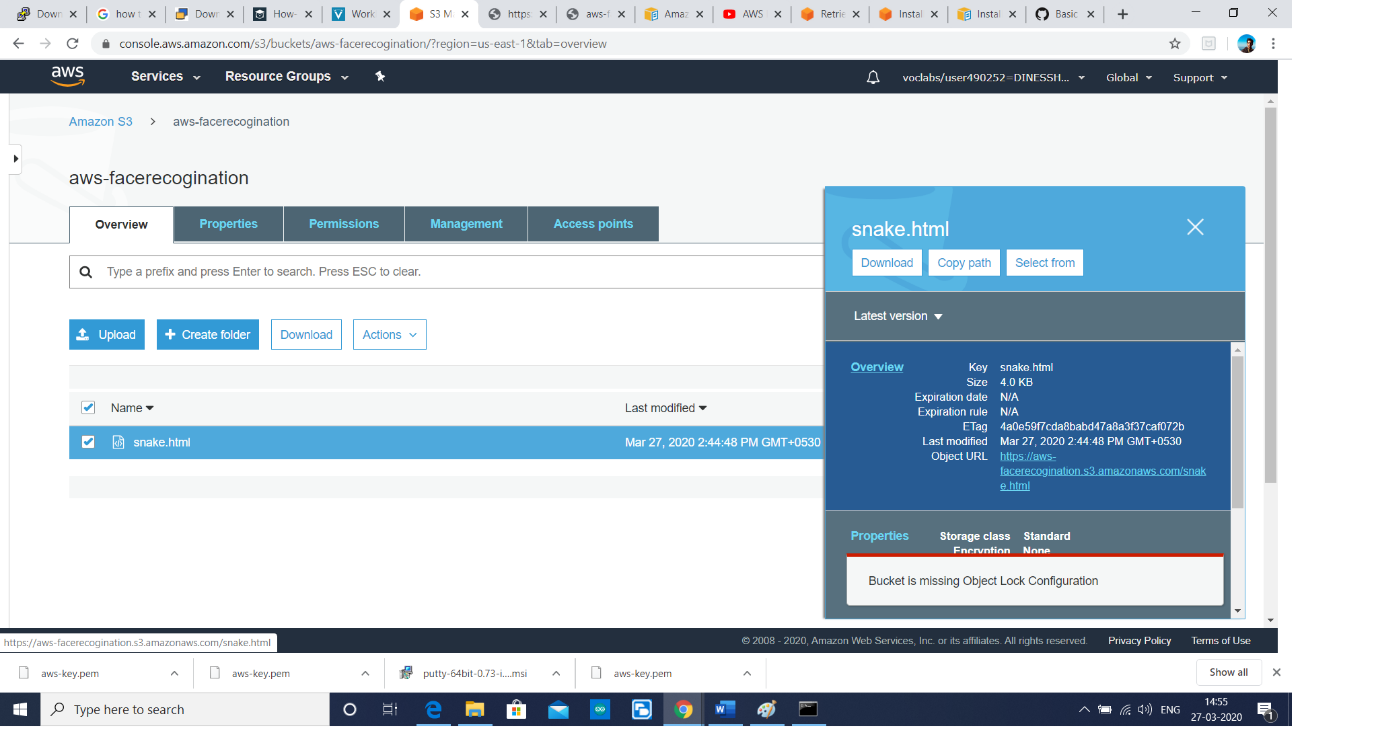 Down
how t
Down
How-
Work
S3 M
https:
aws-f
Amaz
AWS
Retrie
Instal
Instal
Basic
console.aws.amazon.com/s3/buckets/aws-facerecogination/?region=us-east-1&tab=overview
aws
Services
Resource Groups
voclabs/user490252=DINESSH...
Global
Support
Amazon S3 > aws-facerecogination
aws-facerecogination
Overview
Properties
Permissions
Management
Access points
Type a prefix and press Enter to search. Press ESC to clear.
Upload
+ Create folder
Download
Actions
Name
Last modified
snake.html
Mar 27, 2020 2:44:48 PM GMT+0530
snake.html
Download
Copy path
Select from
Latest version
Overview
Key snake.html
Size 4.0 KB
Expiration date N/A
Expiration rule N/A
ETag 4a0e59f7cda8babd47a8a3f37caf072b
Last modified Mar 27, 2020 2:44:48 PM GMT+0530
Object URL https://aws-
facerecogination.s3.amazonaws.com/snak
e.html
Properties
Storage class Standard
Encryption None
Bucket is missing Object Lock Configuration
https://aws-facerecogination.s3.amazonaws.com/snake.html
© 2008 - 2020, Amazon Web Services, Inc. or its affiliates. All rights reserved.
Privacy Policy
Terms of Use
aws-key.pem
aws-key.pem
putty-64bit-0.73-i....msi
aws-key.pem
Show all
Type here to search
ENG
14:55
27-03-2020
1